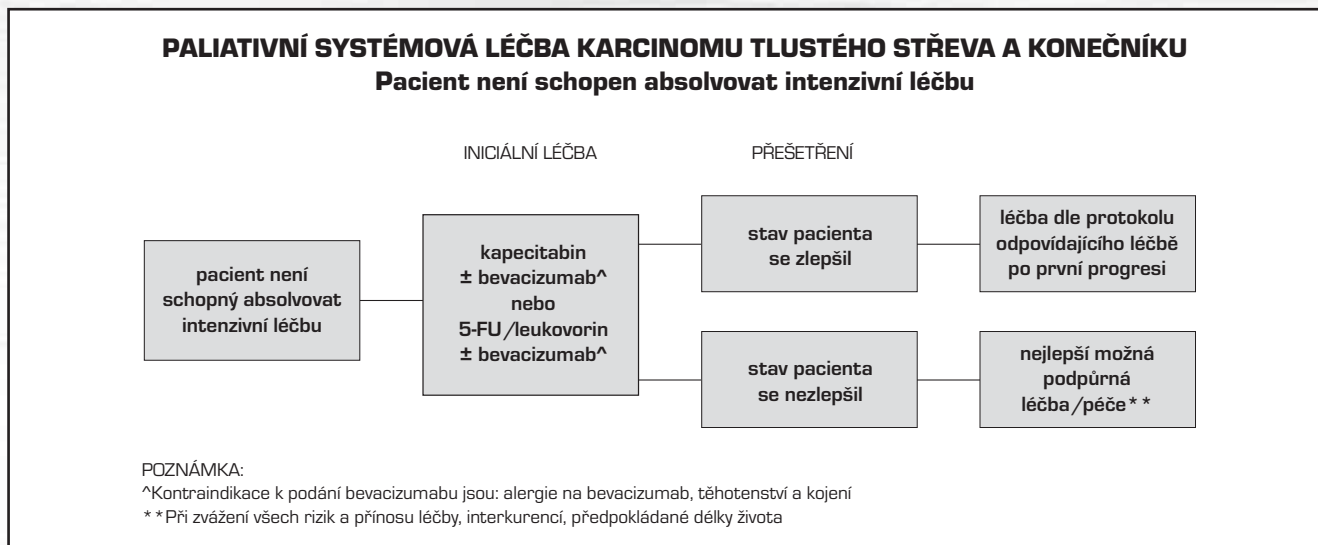 PALIATIVNÍ SYSTÉMOVÁ LÉČBA KARCINOMU TLUSTÉHO STŘEVA A KONEČNÍKU
Pacient není schopen absolvovat intenzivní léčbu
INICIÁLNÍ LÉČBA
PŘEŠETŘENÍ
pacient není
schopný absolvovat
intenzivní léčbu
kapecitabin
± bevacizumab^
nebo
5-FU/leukovorin
± bevacizumab^
stav pacienta
se zlepšil
léčba dle protokolu
odpovídajícího léčbě
po první progresi
stav pacienta
se nezlepšil
nejlepší možná
podpůrná
léčba/péče**
POZNÁMKA:
^Kontraindikace k podání bevacizumabu jsou: alergie na bevacizumab, těhotenství a kojení
**Při zvážení všech rizik a přínosu léčby, interkurencí, předpokládané délky života